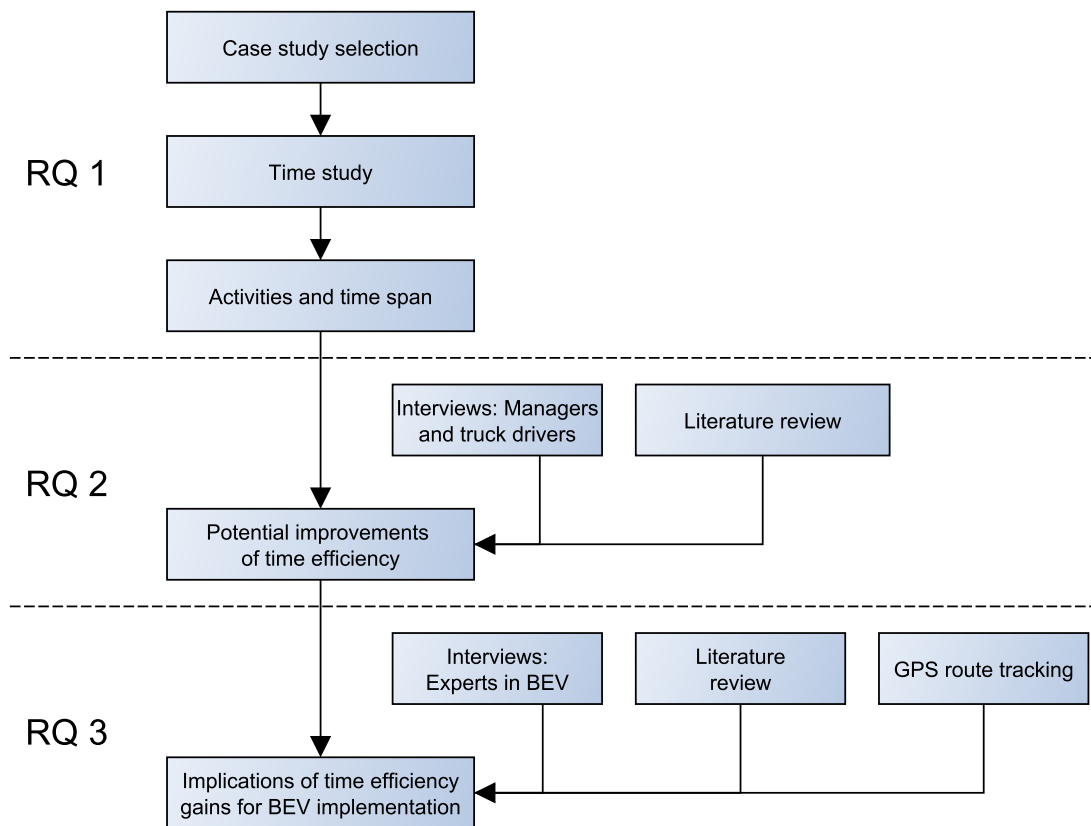 Case study selection
RQ 1
Time study
Activities and time span
Interviews: Managers
and truck drivers
Literature review
RQ 2
Potential improvements
of time efficiency
Interviews:
Experts in BEV
Literature
review
GPS route tracking
RQ 3
Implications of time efficiency
gains for BEV implementation